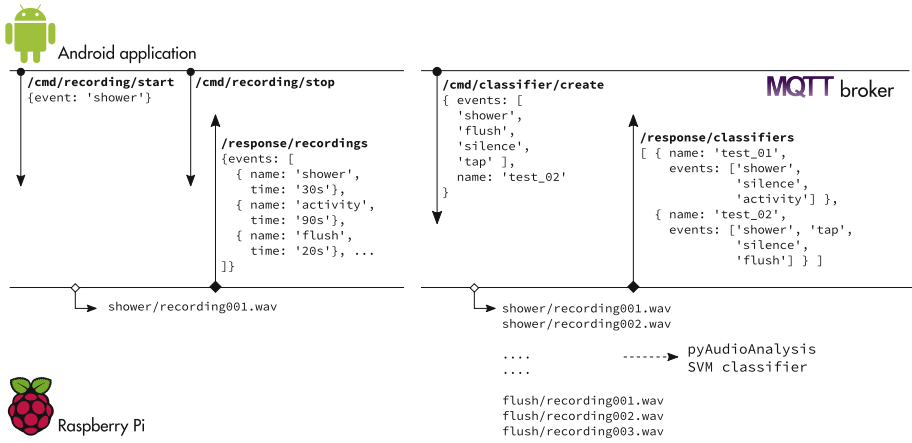 Android application
/cmd/recording/start
{event: 'shower'}
/cmd/recording/stop
/response/recordings
{events: [
{ name: 'shower',
time: '30s'},
{ name: 'activity',
time: '90s'},
{ name: 'flush',
time: '20s'}, ...
]}
shower/recording001.wav
/cmd/classifier/create
{ events: [
'shower',
'flush',
'silence',
'tap' ],
name: 'test_02'
}
MQTT broker
/response/classifiers
[ { name: 'test_01',
events: ['shower',
'silence',
'activity'] },
{ name: 'test_02',
events: ['shower', 'tap',
'silence',
'flush'] } ]
shower/recording001.wav
shower/recording002.wav
....
....
pyAudioAnalysis
SVM classifier
flush/recording001.wav
flush/recording002.wav
flush/recording003.wav
Raspberry Pi